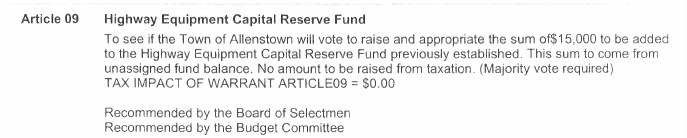 Article 09 Highway Equipment Capital Reserve Fund
To see if the Town of Allenstown will vote to raise and appropriate the sum of$15,000 to be added
to the Highway Equipment Capital Reserve Fund previously established. This sum to come from
unassigned fund balance. No amount to be raised from taxation. (Majority vote required)
TAX IMPACT OF WARRANT ARTICLE09 = $0.00
Recommended by the Board of Selectmen
Recommended by the Budget Committee